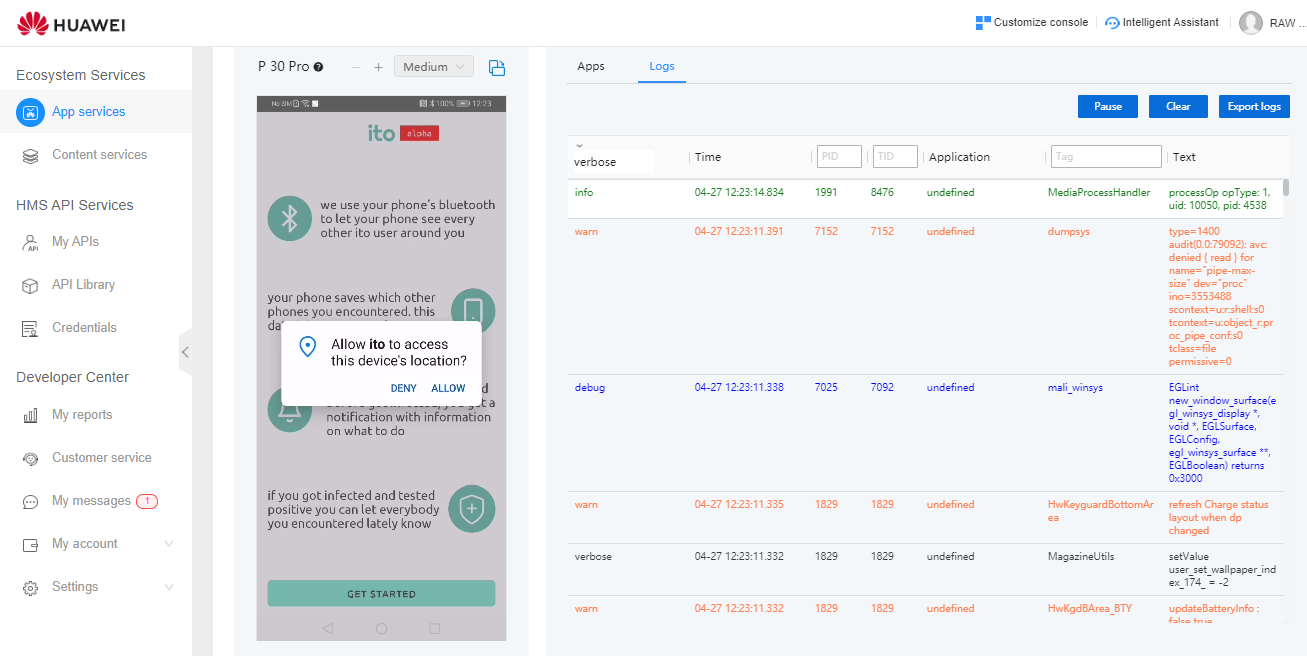 HUAWEI
Customize console
Intelligent Assistant
RAW ...
Ecosystem Services
App services
Content services
HMS API Services
My APIs
API Library
Credentials
Developer Center
My reports
Customer service
My messages 1
My account
Settings
P 30 Pro ?
Medium
No SIM
100%
12:23
ito alpha
we use your phone's bluetooth
to let your phone see every
other ito user around you
your phone saves which other
phones you encountered. this
Allow ito to access
this device's location?
DENY ALLOW
notification with information
on what to do
if you got infected and tested
positive you can let everybody
you encountered lately know
GET STARTED
Apps Logs
Pause Clear Export logs
verbose Time PID TID Application Tag Text
info 04-27 12:23:14.834 1991 8476 undefined MediaProcessHandler processOp opType: 1,
uid: 10050, pid: 4538
warn 04-27 12:23:11.391 7152 7152 undefined dumpsys type=1400
audit(0.0:79092): avc:
denied { read } for
name="pipe-max-
size" dev="proc"
ino=3553488
scontext=u:r:shell:s0
tcontext=u:object_r:pr
oc_pipe_conf:s0
tclass=file
permissive=0
debug 04-27 12:23:11.338 7025 7092 undefined mali_winsys EGLint
new_window_surface(e
gl_winsys_display *,
void *, EGLSurface,
EGLConfig,
egl_winsys_surface **,
EGLBoolean) returns
0x3000
warn 04-27 12:23:11.335 1829 1829 undefined HwKeyguardBottomAr
ea
refresh Charge status
layout when dp
changed
verbose 04-27 12:23:11.332 1829 1829 undefined MagazineUtils setValue
user_set_wallpaper_ind
ex_174_ = -2
warn 04-27 12:23:11.332 1829 1829 undefined HwKgdBArea_BTY updateBatteryInfo :
false,true